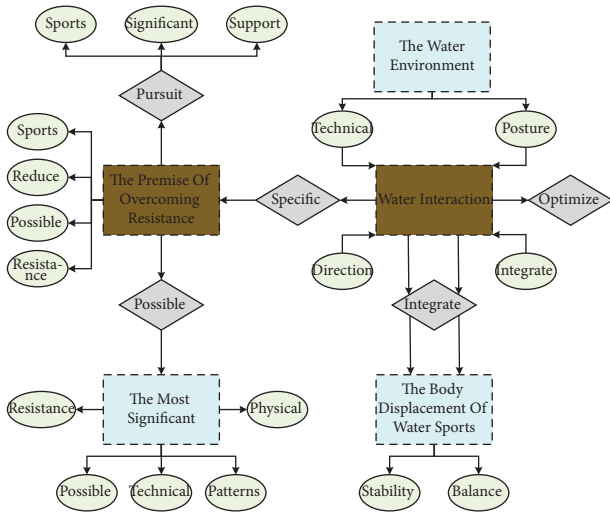 Sports
Significant
Support
The Water
Environment
Pursuit
Sports
Technical
Posture
Reduce
The Premise Of
Overcoming
Resistance
Specific
Water Interaction
Optimize
Possible
Resista-
nce
Direction
Integrate
Possible
Integrate
Resistance
The Most
Significant
Physical
The Body
Displacement Of
Water Sports
Possible
Technical
Patterns
Stability
Balance